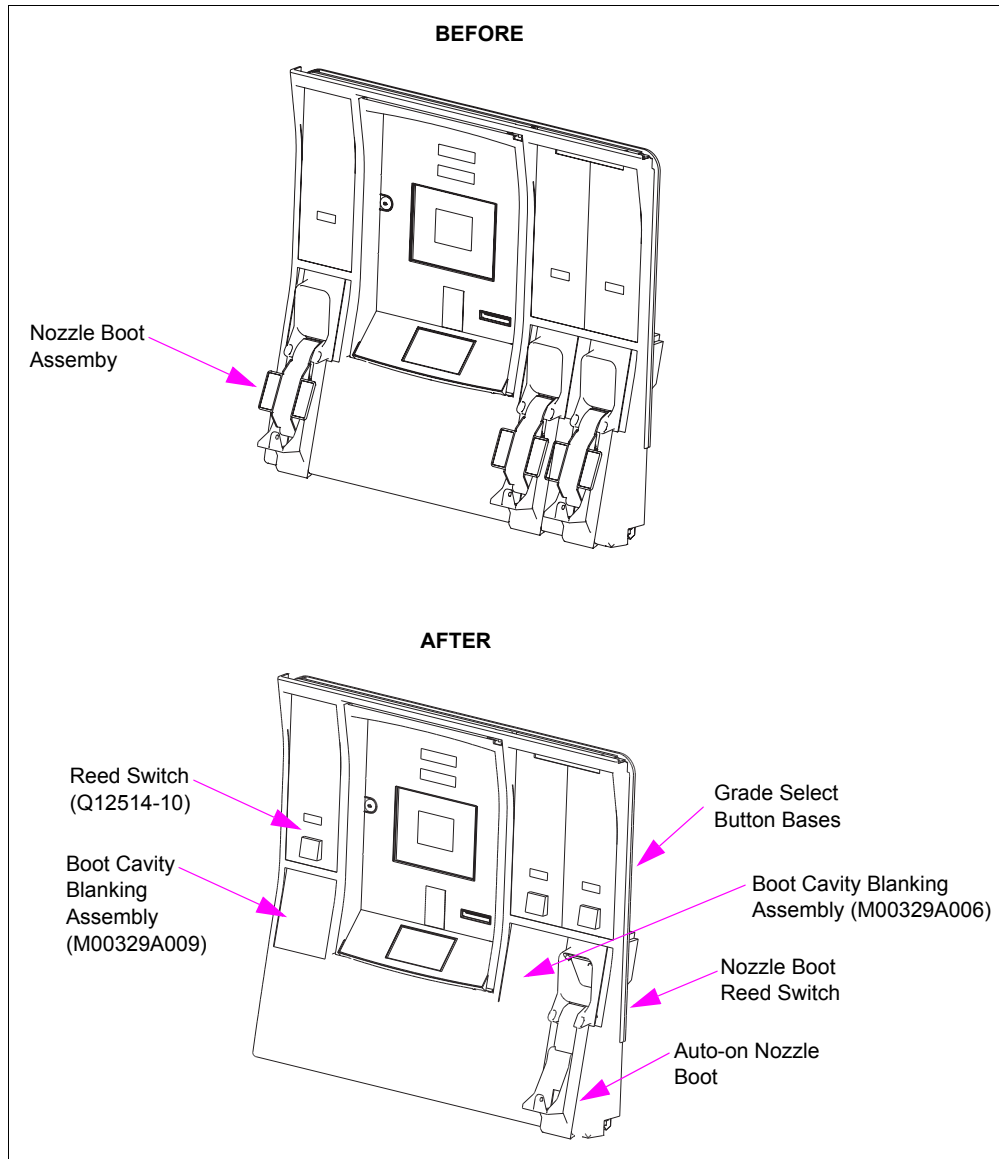 BEFORE
Nozzle Boot
Assemby
AFTER
Reed Switch
(Q12514-10)
Boot Cavity
Blanking
Assembly
(M00329A009)
Grade Select
Button Bases
Boot Cavity Blanking
Assembly (M00329A006)
Nozzle Boot
Reed Switch
Auto-on Nozzle
Boot